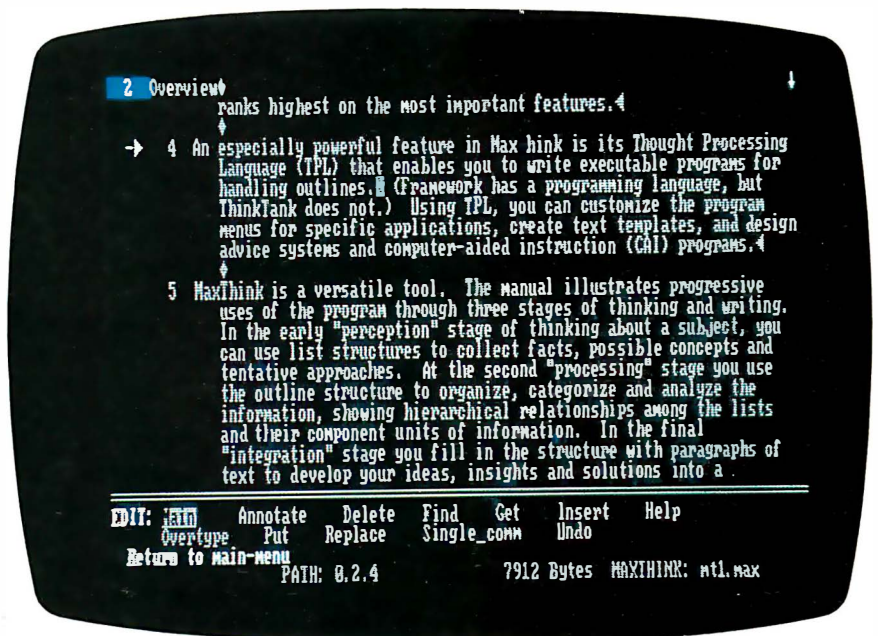 2 Overview
ranks highest on the most important features.
4 An especially powerful feature in Max hink is its Thought Processing
Language (TPL) that enables you to write executable programs for
handling outlines. (Framework has a programming language, but
ThinkTank does not.) Using TPL, you can customize the program
menus for specific applications, create text templates, and design
advice systems and computer-aided instruction (CAI) programs.
5 MaxThink is a versatile tool. The manual illustrates progressive
uses of the program through three stages of thinking and writing.
In the early "perception" stage of thinking about a subject, you
can use list structures to collect facts, possible concepts and
tentative approaches. At the second "processing" stage you use
the outline structure to organize, categorize and analyze the
information, showing hierarchical relationships among the lists
and their component units of information. In the final
"integration" stage you fill in the structure with paragraphs of
text to develop your ideas, insights and solutions into a
EDIT: Main Annotate Delete Find Get Insert Help
Overtype Put Replace Single_comm Undo
Return to main-menu
PATH: 0.2.4 7912 Bytes MAXTHINK: mt1.max